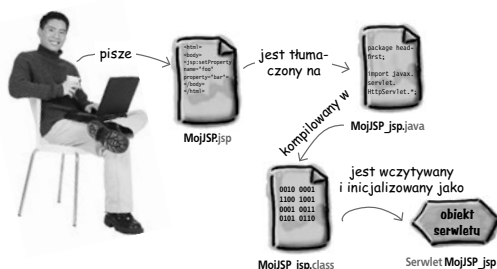 pisze
<html>
<body>
<jsp:setProperty
name="foo"
property="bar">
</body>
</html>
MojJSP.jsp
jest tłuma-
czony na
package head-
first;
import javax.
servlet.
HttpServlet.*;
MojJSP_jsp.java
kompilowany w
0010 0001
1100 1001
0001 0011
0101 0110
MojJSP_jsp.class
jest wczytywany
i inicjalizowany jako
obiekt
serwletu
Serwlet MojJSP_jsp